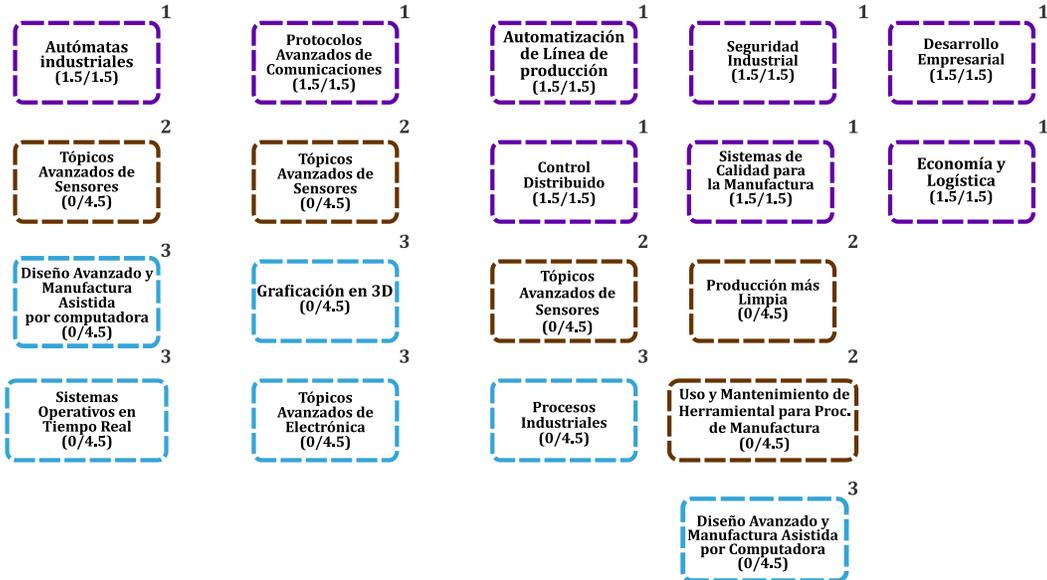 1
Autómatas
industriales
(1.5/1.5)
1
Protocolos
Avanzados de
Comunicaciones
(1.5/1.5)
1
Automatización
de Línea de
producción
(1.5/1.5)
1
Seguridad
Industrial
(1.5/1.5)
1
Desarrollo
Empresarial
(1.5/1.5)
2
Tópicos
Avanzados de
Sensores
(0/4.5)
2
Tópicos
Avanzados de
Sensores
(0/4.5)
1
Control
Distribuido
(1.5/1.5)
1
Sistemas de
Calidad para
la Manufactura
(1.5/1.5)
1
Economía y
Logística
(1.5/1.5)
3
Diseño Avanzado y
Manufactura
Asistida
por computadora
(0/4.5)
3
Graficación en 3D
(0/4.5)
2
Tópicos
Avanzados de
Sensores
(0/4.5)
2
Producción más
Limpia
(0/4.5)
3
Sistemas
Operativos en
Tiempo Real
(0/4.5)
3
Tópicos
Avanzados de
Electrónica
(0/4.5)
3
Procesos
Industriales
(0/4.5)
2
Uso y Mantenimiento de
Herramental para Proc.
de Manufactura
(0/4.5)
3
Diseño Avanzado y
Manufactura Asistida
por Computadora
(0/4.5)